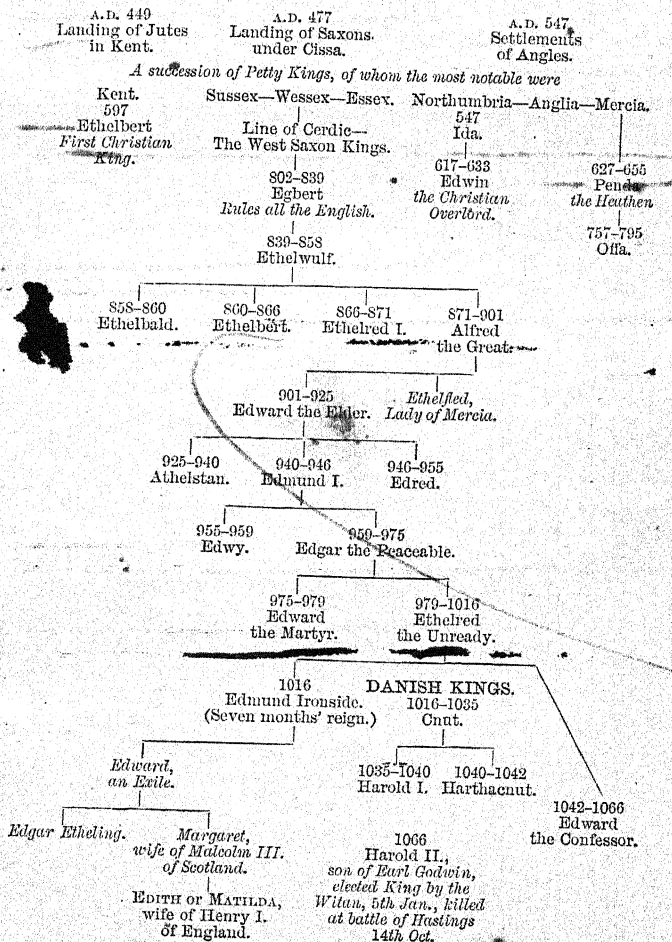 A.D. 449
Landing of Jutes
in Kent.
A.D. 477
Landing of Saxons.
under Cissa.
A.D. 547
Settlements
of Angles.
A succession of Petty Kings, of whom the most notable were
Kent.
597
Ethelbert
First Christian
King.
Sussex—Wessex—Essex.
Line of Cerdic—
The West Saxon Kings.
802–839
Egbert
Rules all the English.
839–858
Ethelwulf.
Northumbria—Anglia—Mercia.
547
Ida.
617–633
Edwin
the Christian
Overlord.
627–655
Penda
the Heathen
757–795
Offa.
858–860
Ethelbald.
860–866
Ethelbert.
866–871
Ethelred I.
871–901
Alfred
the Great.
901–925
Edward the Elder.
Ethelfled,
Lady of Mercia.
925–940
Athelstan.
940–946
Edmund I.
946–955
Edred.
955–959
Edwy.
959–975
Edgar the Peaceable.
975–979
Edward
the Martyr.
979–1016
Ethelred
the Unready.
1016
Edmund Ironside.
(Seven months' reign.)
DANISH KINGS.
1016–1035
Cnut.
Edward,
an Exile.
1035–1040
Harold I.
1040–1042
Harthacnut.
1042–1066
Edward
the Confessor.
Edgar Etheling.
Margaret,
wife of Malcolm III.
of Scotland.
EDITH OR MATILDA,
wife of Henry I.
of England.
1066
Harold II.,
son of Earl Godwin,
elected King by the
Witan, 5th Jan., killed
at battle of Hastings
14th Oct.